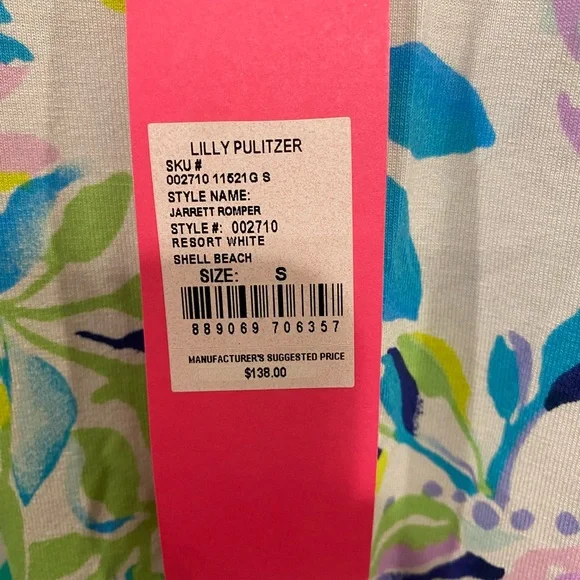 LILLY PULITZER
SKU #
002710 11521G S
STYLE NAME:
JARRETT ROMPER
STYLE #: 002710
RESORT WHITE
SHELL BEACH
SIZE: S
889069 706357
MANUFACTURER'S SUGGESTED PRICE
$138.00